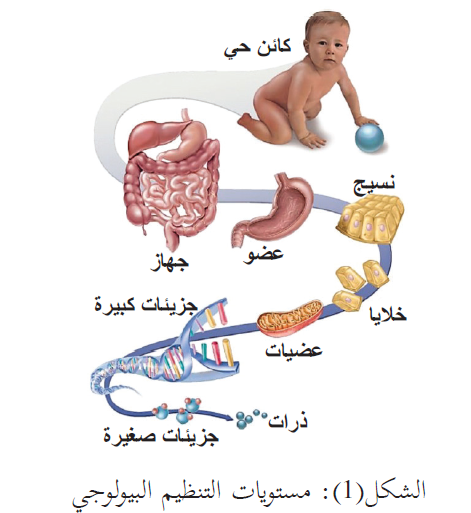 كائن حي
نسيج
عضو
جهاز
خلايا
جزيئات كبيرة
عضيات
ذرات
جزيئات صغيرة
الشكل(1): مستويات التنظيم البيولوجي